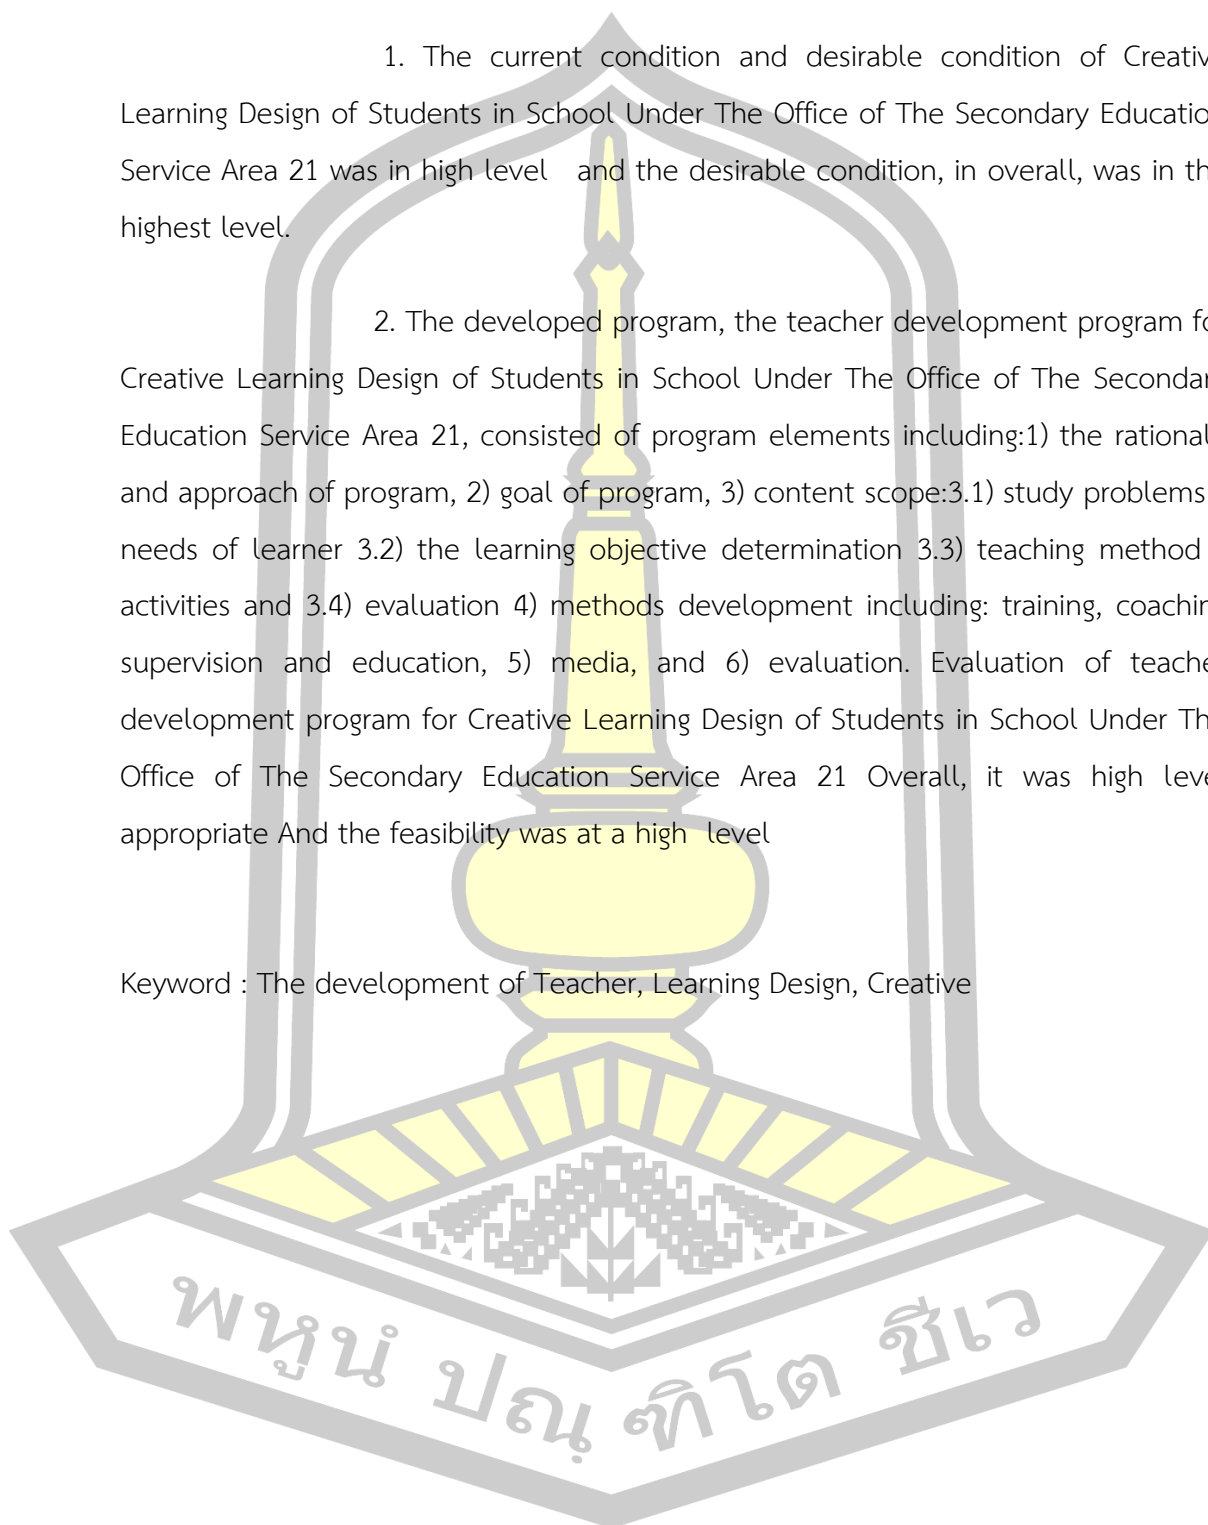 1. The current condition and desirable condition of Creativ
Learning Design of Students in School Under The Office of The Secondary Educatio
Service Area 21 was in high level and the desirable condition, in overall, was in th
highest level.
2. The developed program, the teacher development program fo
Creative Learning Design of Students in School Under The Office of The Secondar
Education Service Area 21, consisted of program elements including:1) the rational
and approach of program, 2) goal of program, 3) content scope:3.1) study problems
needs of learner 3.2) the learning objective determination 3.3) teaching method
activities and 3.4) evaluation 4) methods development including: training, coachin
supervision and education, 5) media, and 6) evaluation. Evaluation of teache
development program for Creative Learning Design of Students in School Under Th
Office of The Secondary Education Service Area 21 Overall, it was high leve
appropriate And the feasibility was at a high level
Keyword : The development of Teacher, Learning Design, Creative
พหูนํ ปณฺฑิโต ชีเว